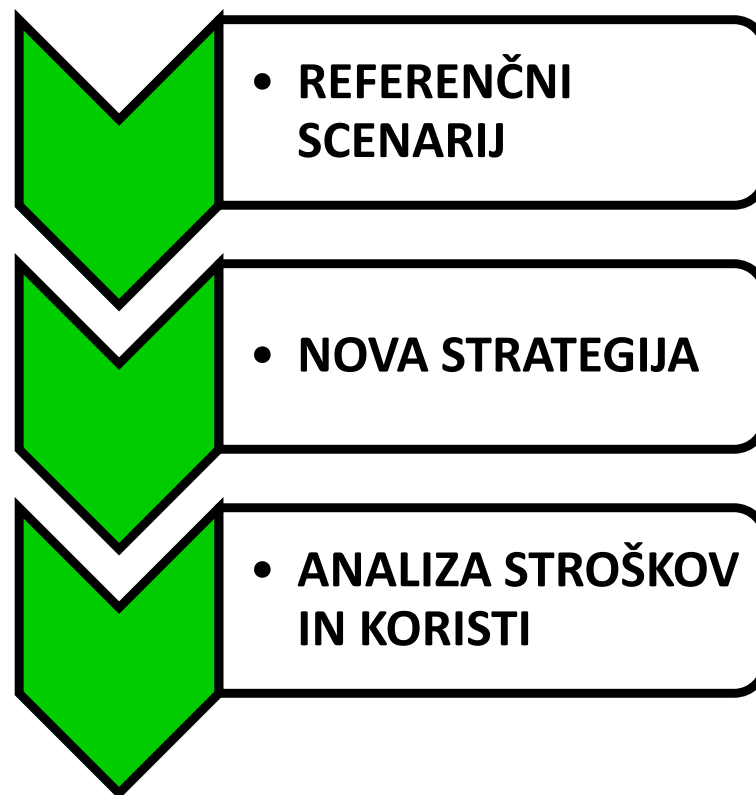 • REFERENČNI
SCENARIJ
• NOVA STRATEGIJA
• ANALIZA STROŠKOV
IN KORISTI